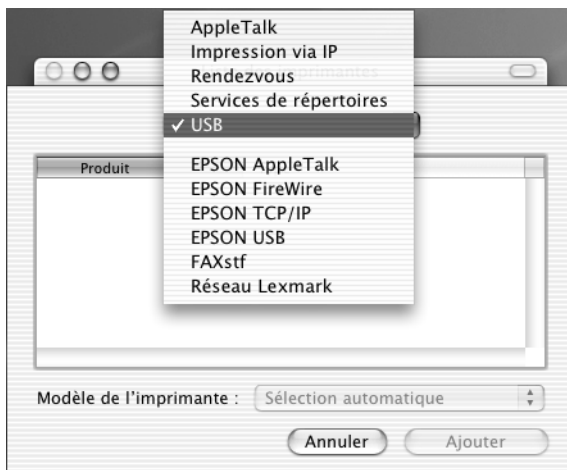 AppleTalk
Impression via IP
Rendezvous
Services de répertoires
✓ USB
EPSON AppleTalk
EPSON FireWire
EPSON TCP/IP
EPSON USB
FAXstf
Réseau Lexmark
Produit
Modèle de l'imprimante : Sélection automatique
Annuler Ajouter